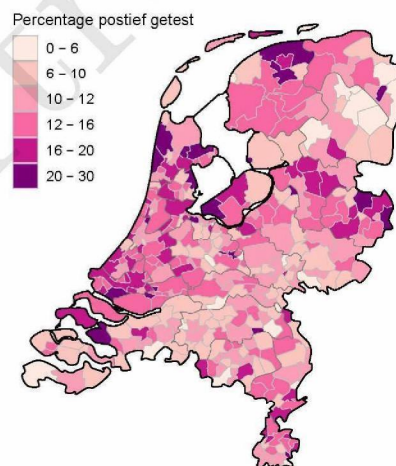 Percentage postief getest
0 – 6
6 – 10
10 – 12
12 – 16
16 – 20
20 – 30